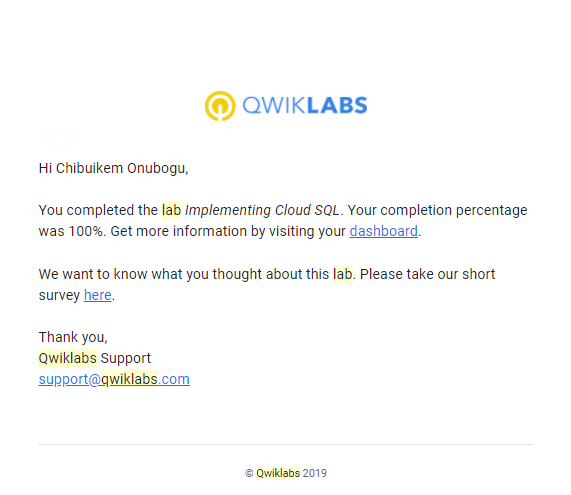 QWIKLABS
Hi Chibuikem Onubogu,
You completed the lab Implementing Cloud SQL. Your completion percentage
was 100%. Get more information by visiting your dashboard.
We want to know what you thought about this lab. Please take our short
survey here.
Thank you,
Qwiklabs Support
support@qwiklabs.com
© Qwiklabs 2019